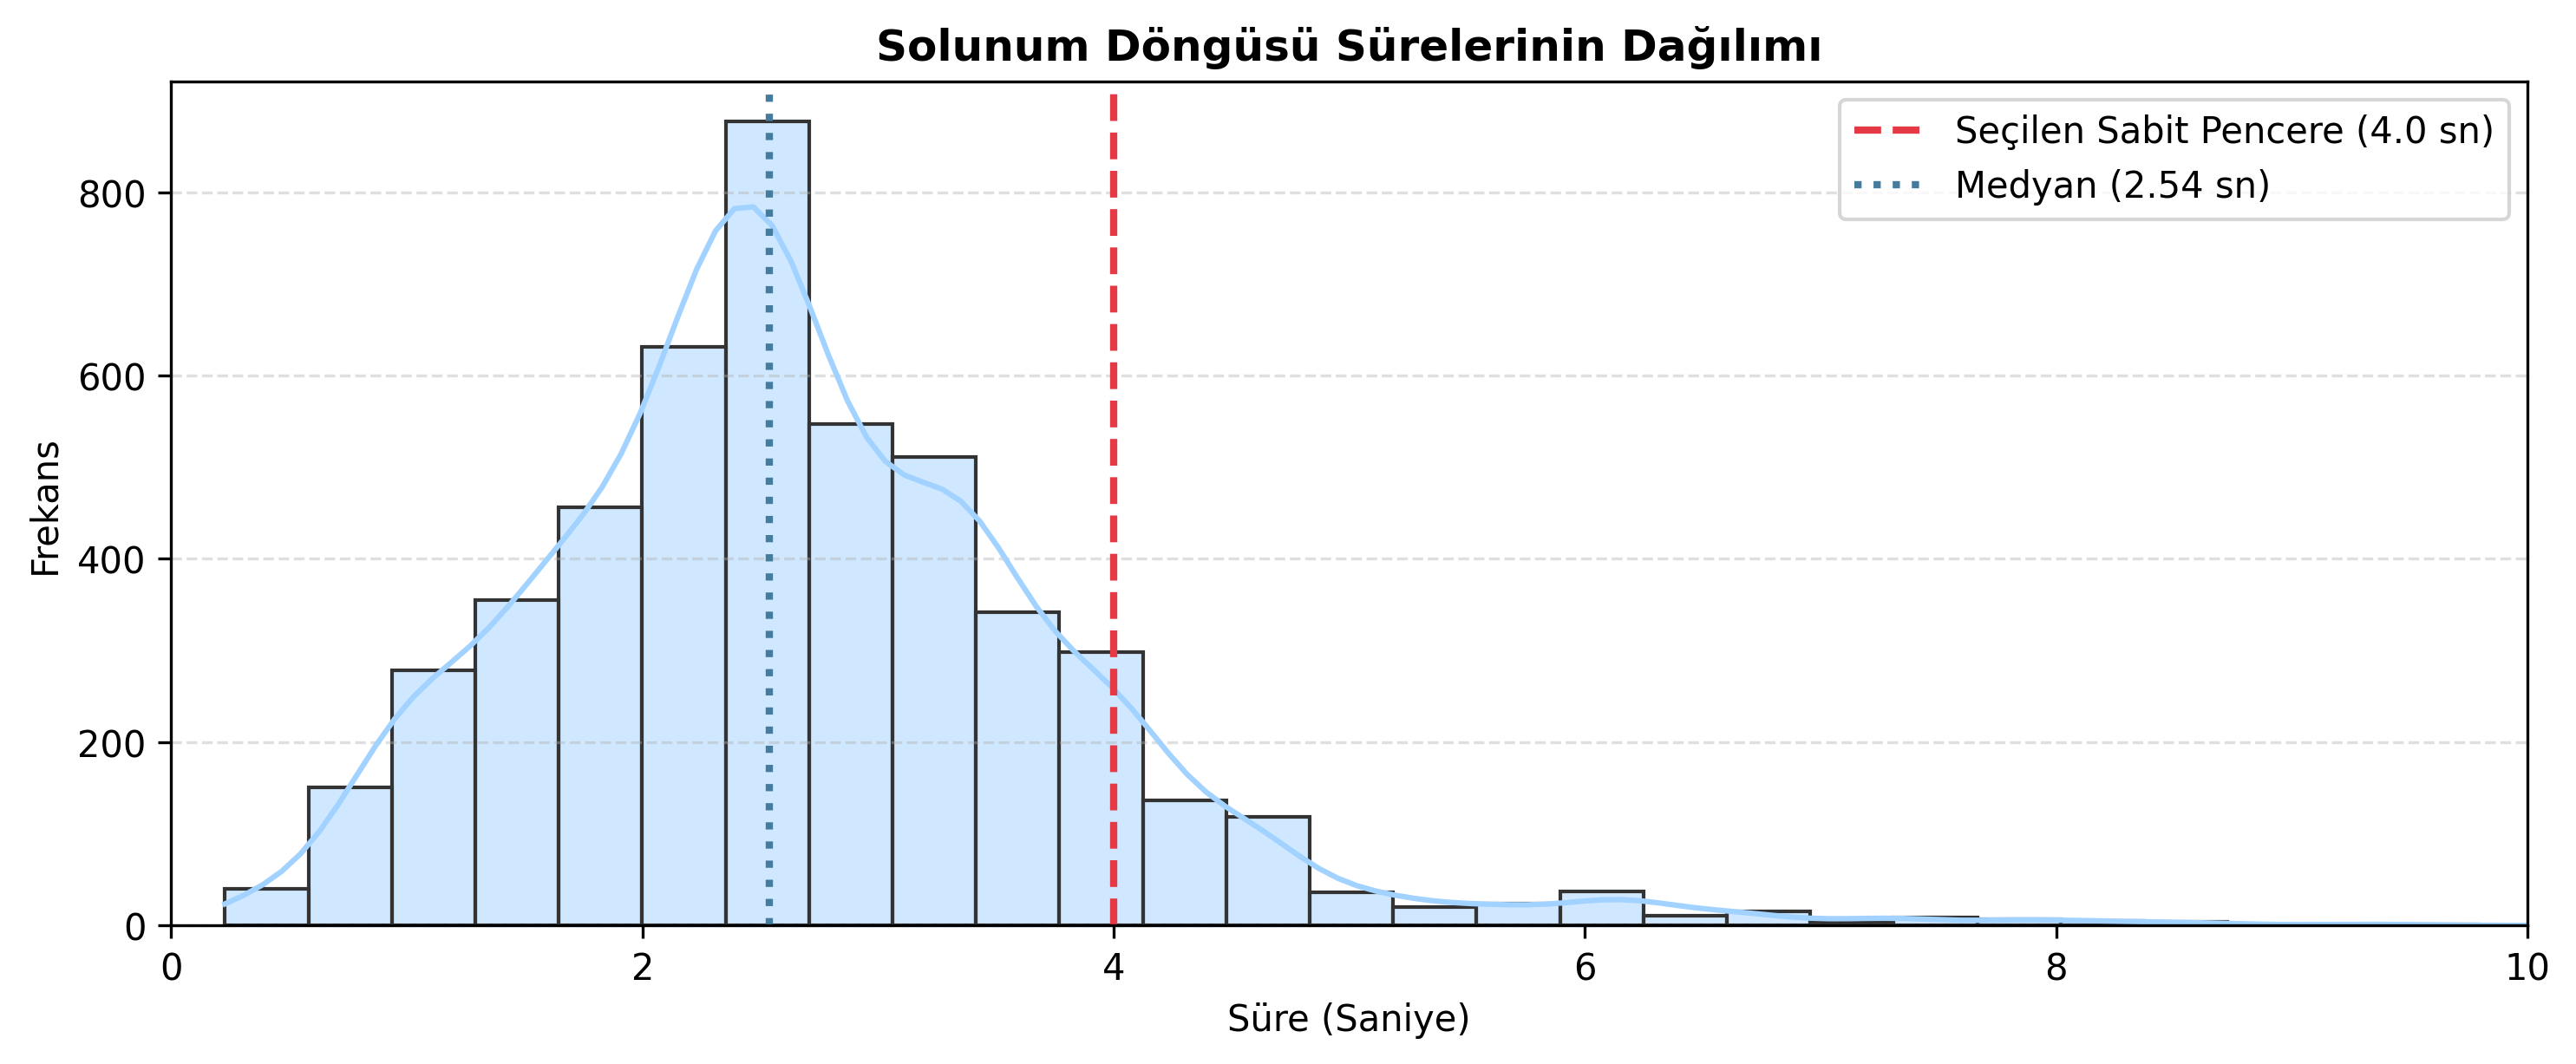 Solunum Döngüsü Sürelerinin Dağılımı
Seçilen Sabit Pencere (4.0 sn)
Medyan (2.54 sn)
Frekans
800
600
400
200
0
0 2 4 6 8 10
Süre (Saniye)